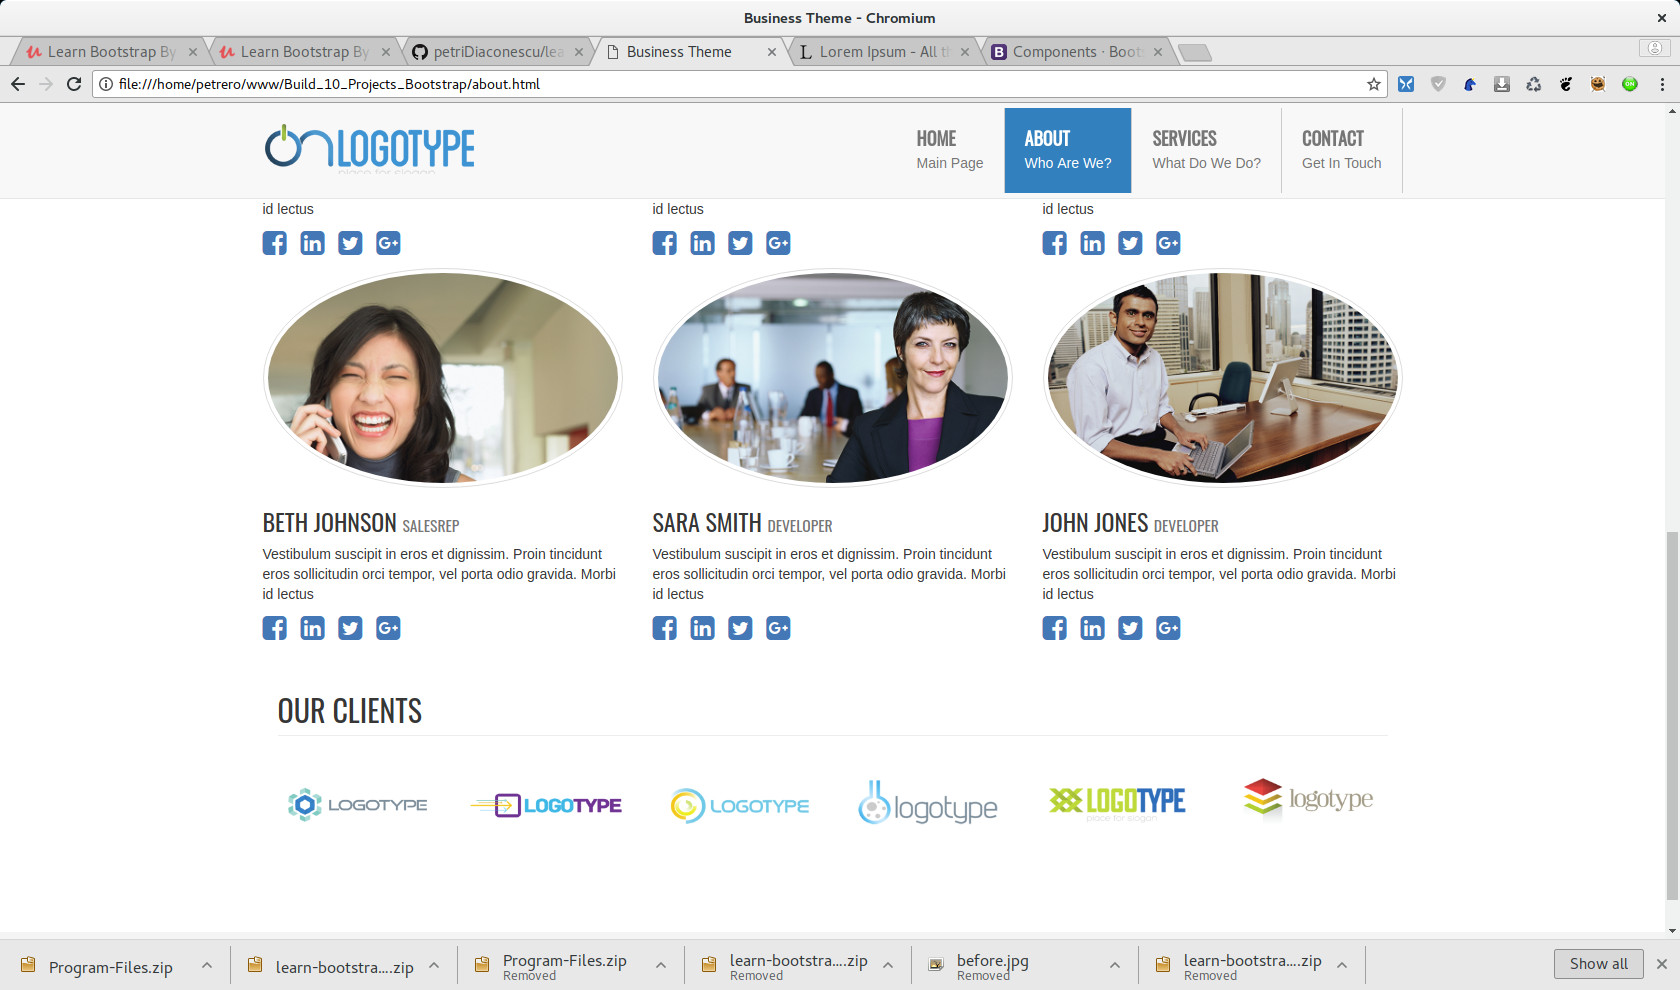 Business Theme - Chromium
Learn Bootstrap By
Learn Bootstrap By
petriDiaconescu/lea
Business Theme
Lorem Ipsum - All t
Components · Boots
file:///home/petrero/www/Build_10_Projects_Bootstrap/about.html
LOGOTYPE
place for slogan
HOME
Main Page
ABOUT
Who Are We?
SERVICES
What Do We Do?
CONTACT
Get In Touch
id lectus
id lectus
id lectus
BETH JOHNSON SALESREP
Vestibulum suscipit in eros et dignissim. Proin tincidunt
eros sollicitudin orci tempor, vel porta odio gravida. Morbi
id lectus
SARA SMITH DEVELOPER
Vestibulum suscipit in eros et dignissim. Proin tincidunt
eros sollicitudin orci tempor, vel porta odio gravida. Morbi
id lectus
JOHN JONES DEVELOPER
Vestibulum suscipit in eros et dignissim. Proin tincidunt
eros sollicitudin orci tempor, vel porta odio gravida. Morbi
id lectus
OUR CLIENTS
LOGOTYPE
LOGOTYPE
LOGOTYPE
logotype
LOGOTYPE
place for slogan
logotype
Program-Files.zip
learn-bootstra....zip
Program-Files.zip
Removed
learn-bootstra....zip
Removed
before.jpg
Removed
learn-bootstra....zip
Removed
Show all